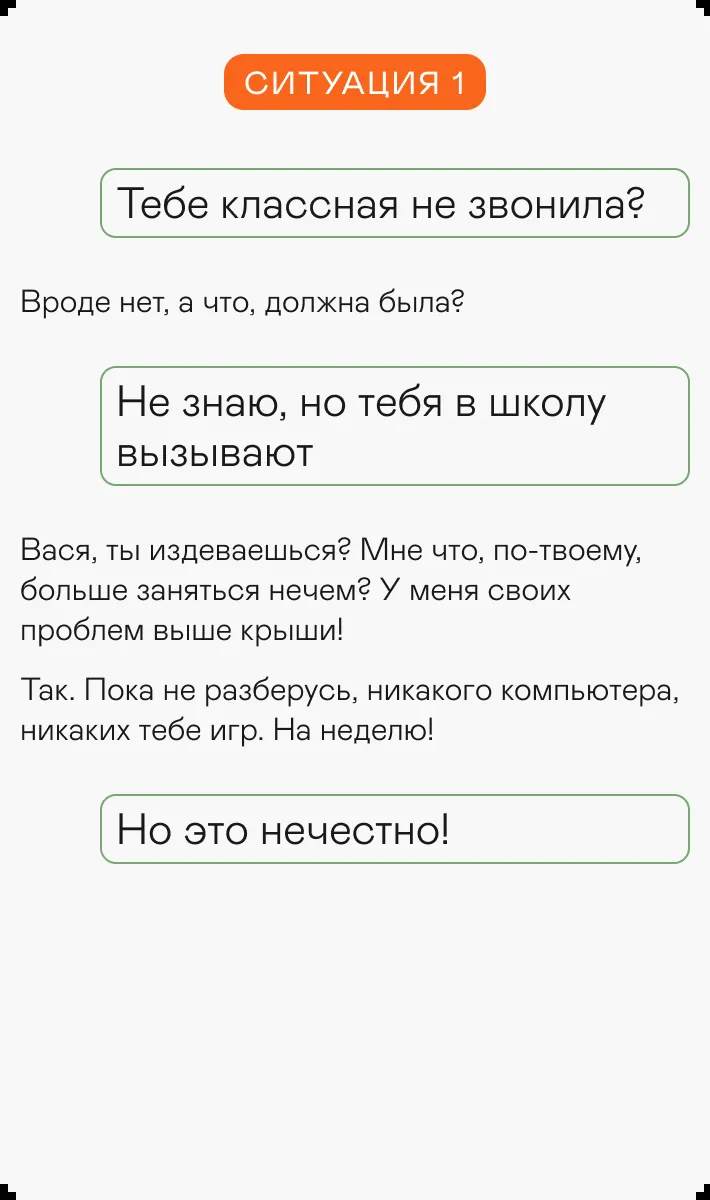 СИТУАЦИЯ 1
Тебе классная не звонила?
Вроде нет, а что, должна была?
Не знаю, но тебя в школу
вызывают
Вася, ты издеваешься? Мне что, по-твоему,
больше заняться нечем? У меня своих
проблем выше крыши!
Так. Пока не разберусь, никакого компьютера,
никаких тебе игр. На неделю!
Но это нечестно!